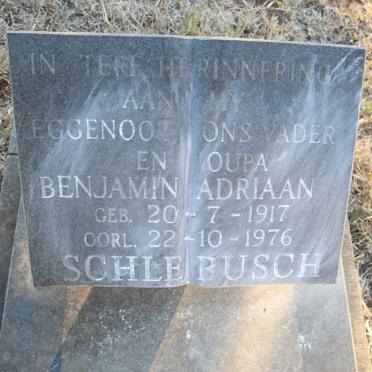 IN TERE HERINNERING
AAN MY
EGGENOOT ONS VADER
EN OUPA
BENJAMIN ADRIAAN
GEB. 20-7-1917
OORL. 22-10-1976
SCHLEBUSCH